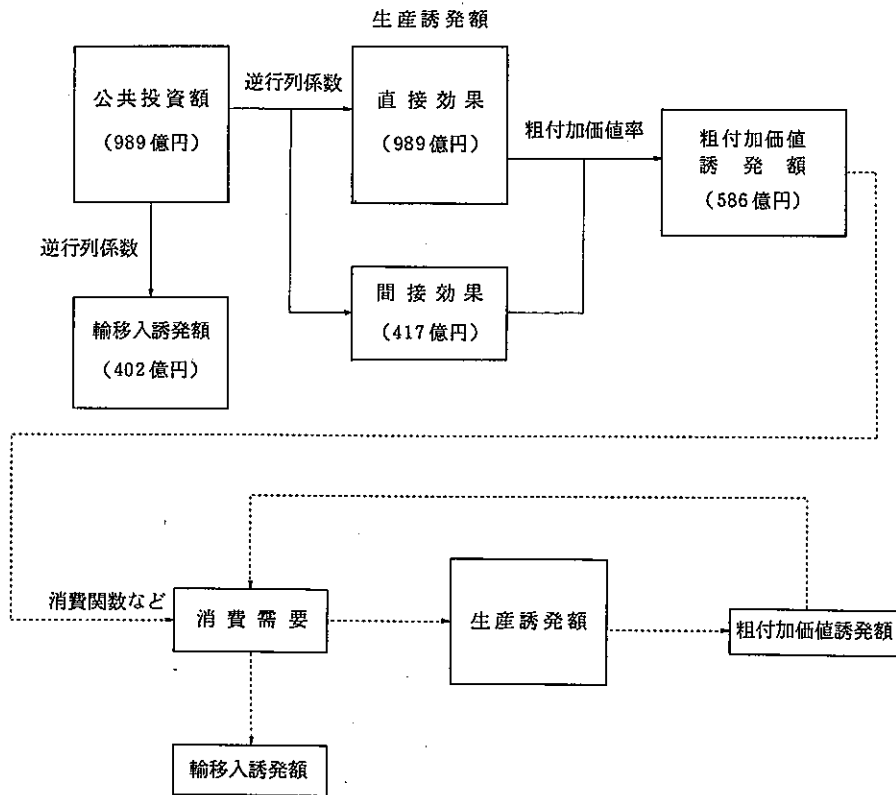 生産誘発額
公共投資額
(989億円)
逆行列係数
直接効果
(989億円)
粗付加価値率
粗付加価値
誘発額
(586億円)
逆行列係数
輸移入誘発額
(402億円)
間接効果
(417億円)
消費関数など
消費需要
生産誘発額
粗付加価値誘発額
輸移入誘発額